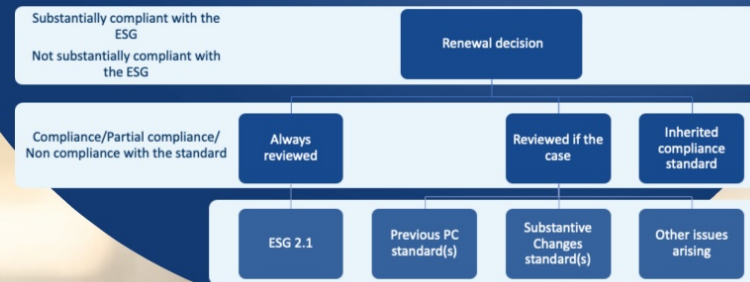 Substantially compliant with the
ESG
Not substantially compliant with
the ESG
Renewal decision
Compliance/Partial compliance/
Non compliance with the standard
Always
reviewed
Reviewed if the
case
Inherited
compliance
standard
ESG 2.1
Previous PC
standard(s)
Substantive
Changes
standard(s)
Other issues
arising